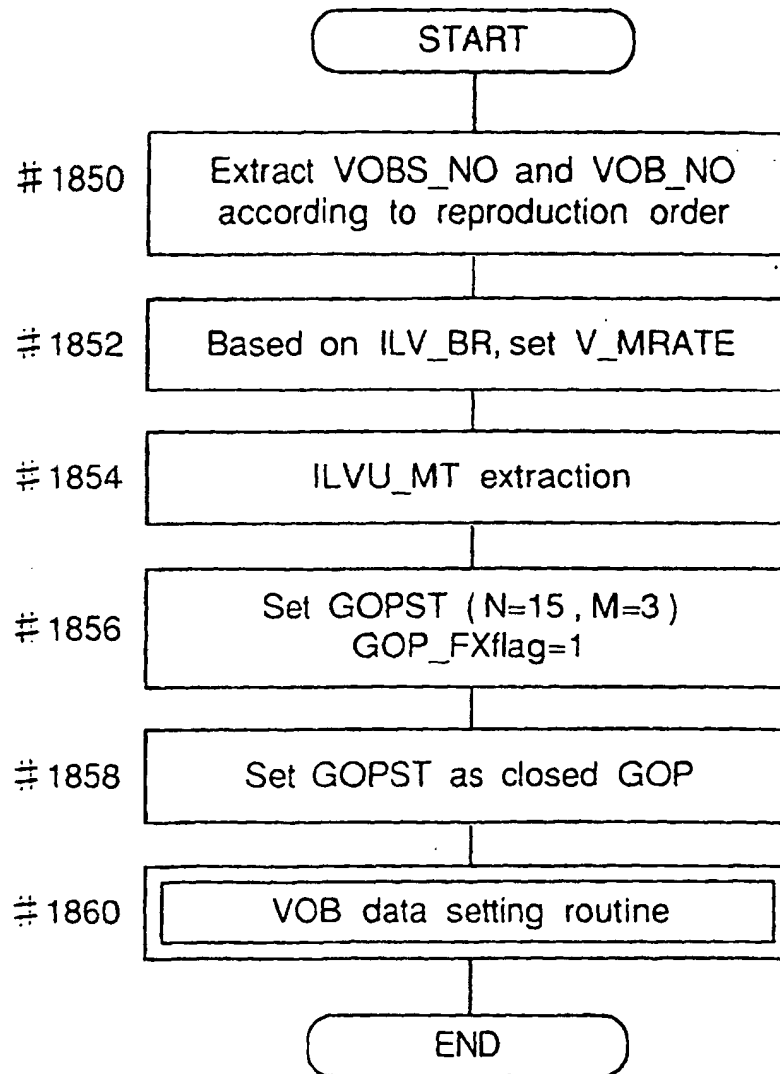 START
#1850
Extract VOBS_NO and VOB_NO
according to reproduction order
#1852
Based on ILV_BR, set V_MRATE
#1854
ILVU_MT extraction
#1856
Set GOPST (N=15, M=3)
GOP_FXflag=1
#1858
Set GOPST as closed GOP
#1860
VOB data setting routine
END